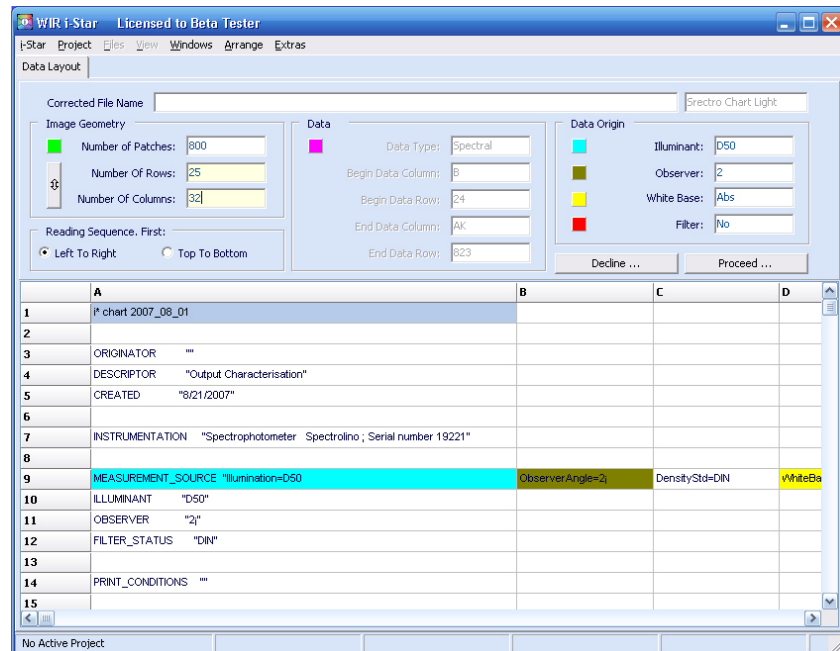 WIR i-Star    Licensed to Beta Tester
i-Star Project Files View Windows Arrange Extras
Data Layout
Corrected File Name
Srectro Chart Light
Image Geometry
Number of Patches: 800
Number Of Rows: 25
Number Of Columns: 32
Reading Sequence. First:
Left To Right
Top To Bottom
Data
Data Type: Spectral
Begin Data Column: B
Begin Data Row: 24
End Data Column: AK
End Data Row: 823
Data Origin
Illuminant: D50
Observer: 2
White Base: Abs
Filter: No
Decline ...
Proceed ...
A B C D
1 i* chart 2007_08_01
2
3 ORIGINATOR ""
4 DESCRIPTOR "Output Characterisation"
5 CREATED "8/21/2007"
6
7 INSTRUMENTATION "Spectrophotometer Spectrolino ; Serial number 19221"
8
9 MEASUREMENT_SOURCE "Illumination=D50 ObserverAngle=2¡ DensityStd=DIN WhiteBa
10 ILLUMINANT "D50"
11 OBSERVER "2¡"
12 FILTER_STATUS "DIN"
13
14 PRINT_CONDITIONS ""
15
No Active Project